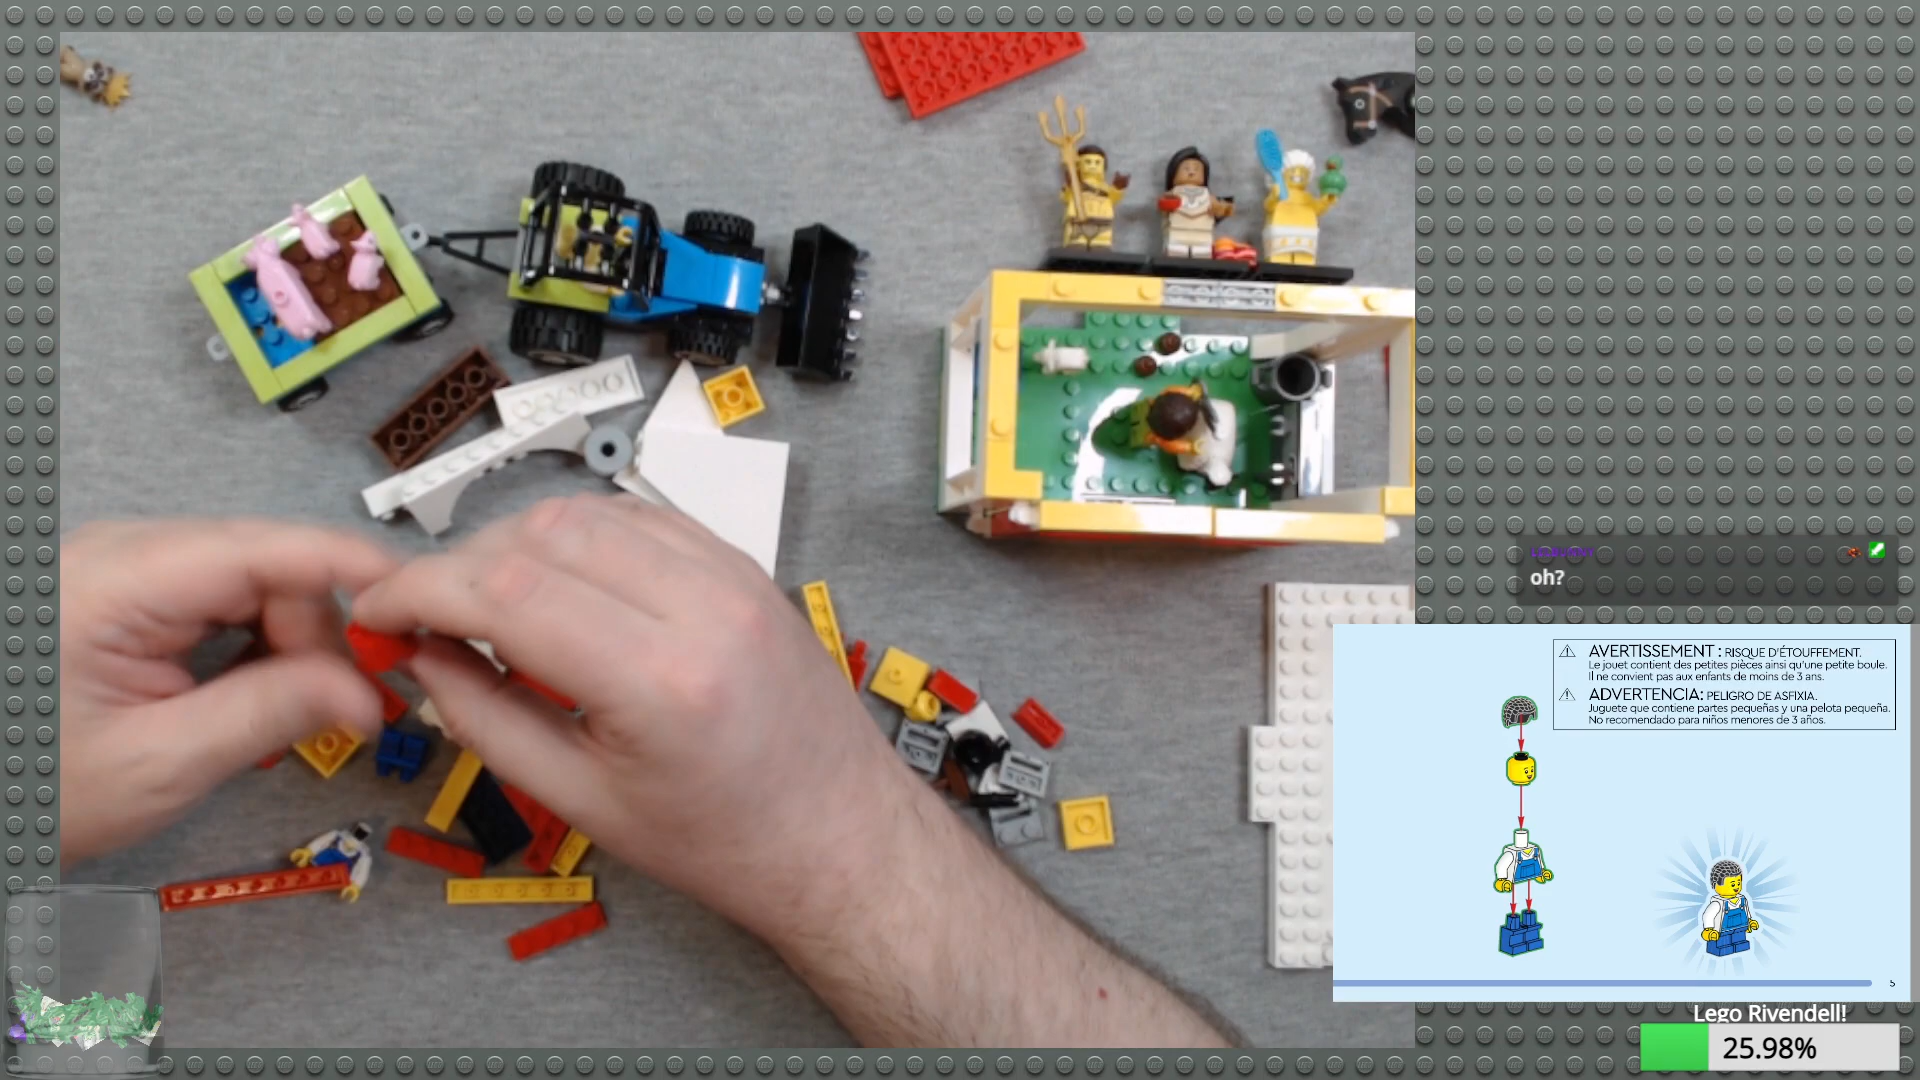 oh?
⚠ AVERTISSEMENT : RISQUE D'ÉTOUFFEMENT.
Le jouet contient des petites pièces ainsi qu'une petite boule.
Il ne convient pas aux enfants de moins de 3 ans.
⚠ ADVERTENCIA: PELIGRO DE ASFIXIA.
Juguete que contiene partes pequeñas y una pelota pequeña.
No recomendado para niños menores de 3 años.
5
Lego Rivendell!
25.98%